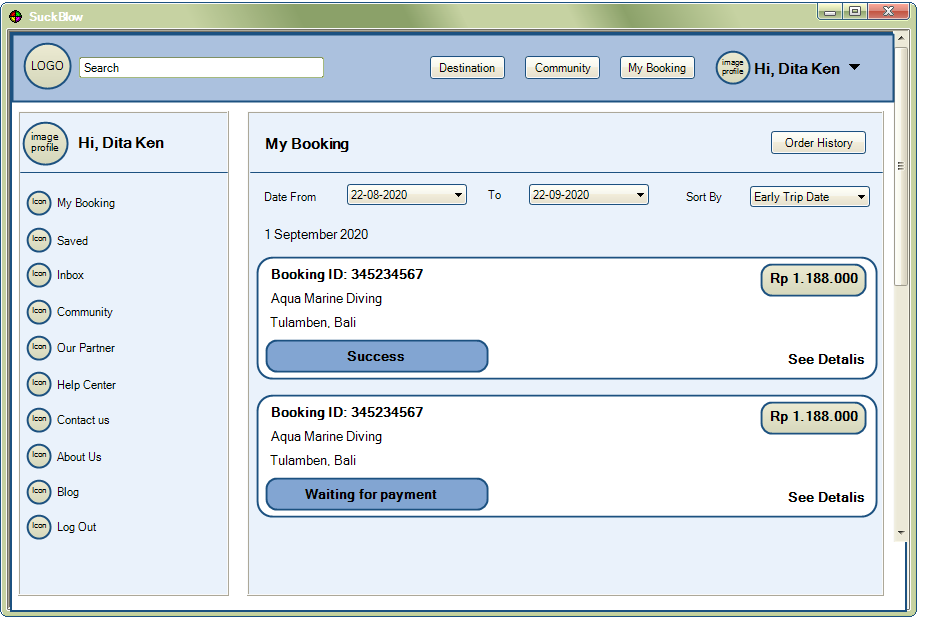 SuckBlow
LOGO
Search
Destination
Community
My Booking
image
profile
Hi, Dita Ken
image
profile
Hi, Dita Ken
Icon My Booking
Icon Saved
Icon Inbox
Icon Community
Icon Our Partner
Icon Help Center
Icon Contact us
Icon About Us
Icon Blog
Icon Log Out
My Booking
Order History
Date From 22-08-2020 To 22-09-2020 Sort By Early Trip Date
1 September 2020
Booking ID: 345234567
Rp 1.188.000
Aqua Marine Diving
Tulamben, Bali
Success
See Detalis
Booking ID: 345234567
Rp 1.188.000
Aqua Marine Diving
Tulamben, Bali
Waiting for payment
See Detalis